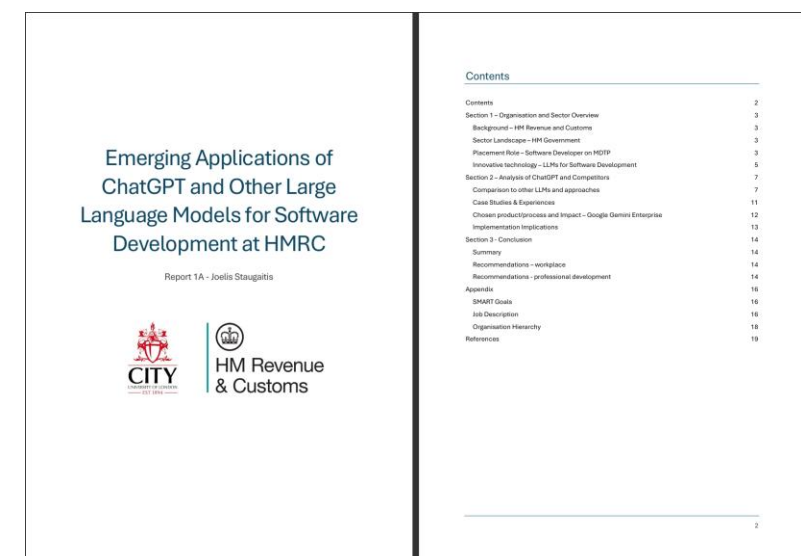 Emerging Applications of
ChatGPT and Other Large
Language Models for Software
Development at HMRC
Report 1A - Joelis Staugaitis
CITY
UNIVERSITY OF LONDON
EST 1894
HM Revenue
& Customs
Contents
Contents 2
Section 1 – Organisation and Sector Overview 3
Background – HM Revenue and Customs 3
Sector Landscape – HM Government 3
Placement Role – Software Developer on MDTP 3
Innovative technology – LLMs for Software Development 5
Section 2 – Analysis of ChatGPT and Competitors 7
Comparison to other LLMs and approaches 7
Case Studies & Experiences 11
Chosen product/process and Impact – Google Gemini Enterprise 12
Implementation Implications 13
Section 3 - Conclusion 14
Summary 14
Recommendations – workplace 14
Recommendations - professional development 14
Appendix 16
SMART Goals 16
Job Description 16
Organisation Hierarchy 18
References 19
2